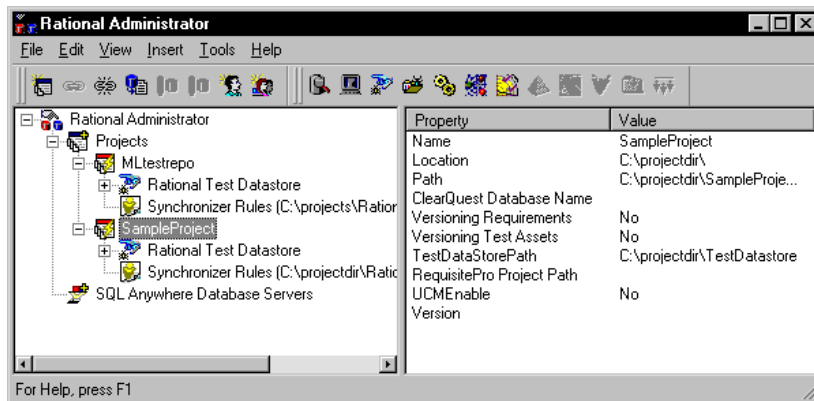 Rational Administrator
File Edit View Insert Tools Help
Rational Administrator
Projects
MLtestrepo
Rational Test Datastore
Synchronizer Rules (C:\projects\Ration
SampleProject
Rational Test Datastore
Synchronizer Rules (C:\projectdir\Ratic
SQL Anywhere Database Servers
Property Value
Name SampleProject
Location C:\projectdir\
Path C:\projectdir\SampleProje...
ClearQuest Database Name
Versioning Requirements No
Versioning Test Assets No
TestDataStorePath C:\projectdir\TestDatastore
RequisitePro Project Path
UCMEnable No
Version
For Help, press F1